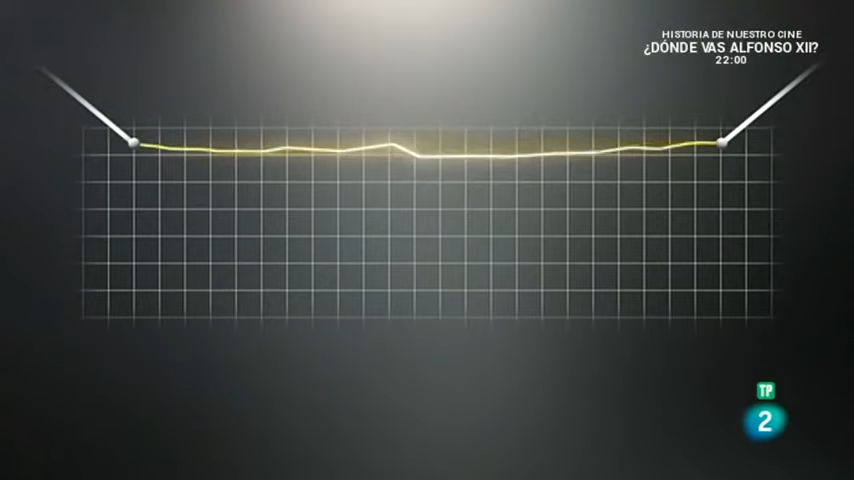 HISTORIA DE NUESTRO CINE
¿DÓNDE VAS ALFONSO XII?
22:00
TP
2